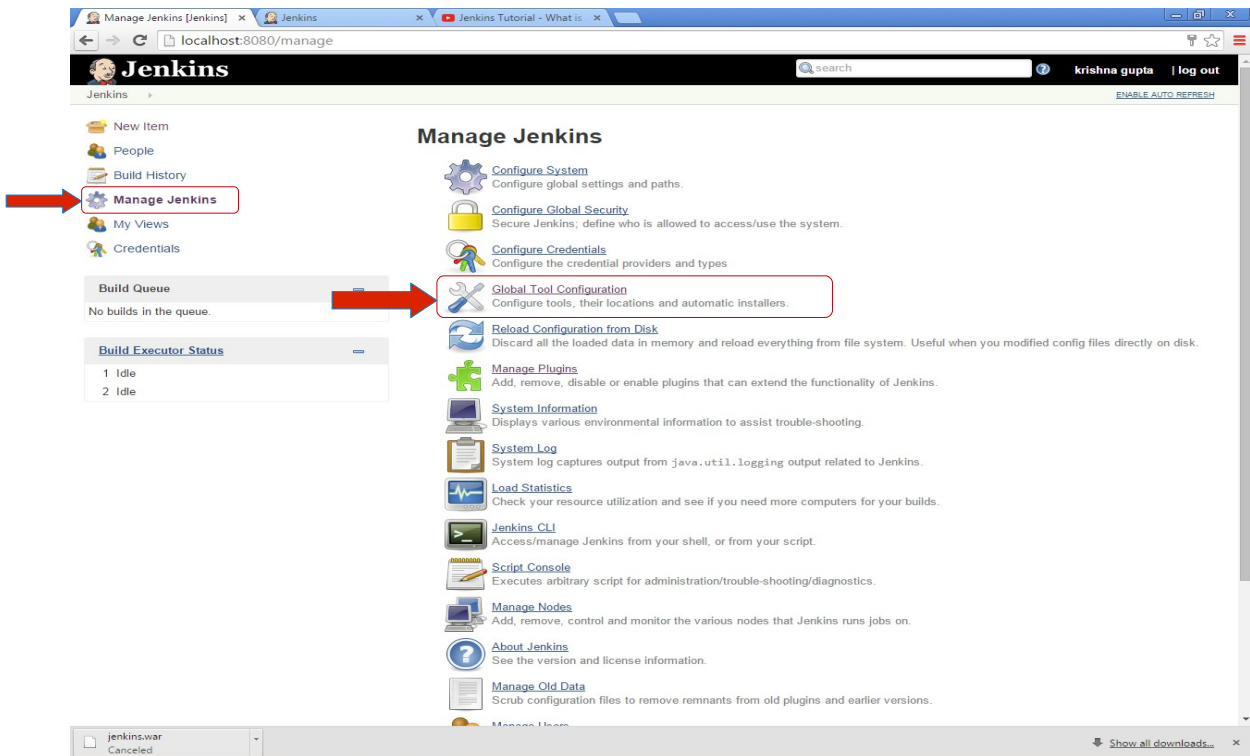 Manage Jenkins [Jenkins]
Jenkins
Jenkins Tutorial - What is
localhost:8080/manage
Jenkins
search
krishna gupta
| log out
Jenkins
ENABLE AUTO REFRESH
New Item
People
Build History
Manage Jenkins
My Views
Credentials
Build Queue
No builds in the queue.
Build Executor Status
1 Idle
2 Idle
Manage Jenkins
Configure System
Configure global settings and paths.
Configure Global Security
Secure Jenkins; define who is allowed to access/use the system.
Configure Credentials
Configure the credential providers and types
Global Tool Configuration
Configure tools, their locations and automatic installers.
Reload Configuration from Disk
Discard all the loaded data in memory and reload everything from file system. Useful when you modified config files directly on disk.
Manage Plugins
Add, remove, disable or enable plugins that can extend the functionality of Jenkins.
System Information
Displays various environmental information to assist trouble-shooting.
System Log
System log captures output from java.util.logging output related to Jenkins.
Load Statistics
Check your resource utilization and see if you need more computers for your builds.
Jenkins CLI
Access/manage Jenkins from your shell, or from your script.
Script Console
Executes arbitrary script for administration/trouble-shooting/diagnostics.
Manage Nodes
Add, remove, control and monitor the various nodes that Jenkins runs jobs on.
About Jenkins
See the version and license information.
Manage Old Data
Scrub configuration files to remove remnants from old plugins and earlier versions.
Manage Users
jenkins.war
Canceled
Show all downloads...